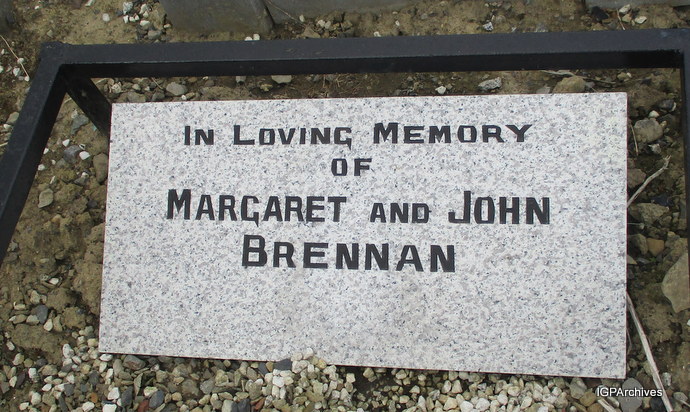 In Loving Memory
of
Margaret and John
Brennan
IGPArchives